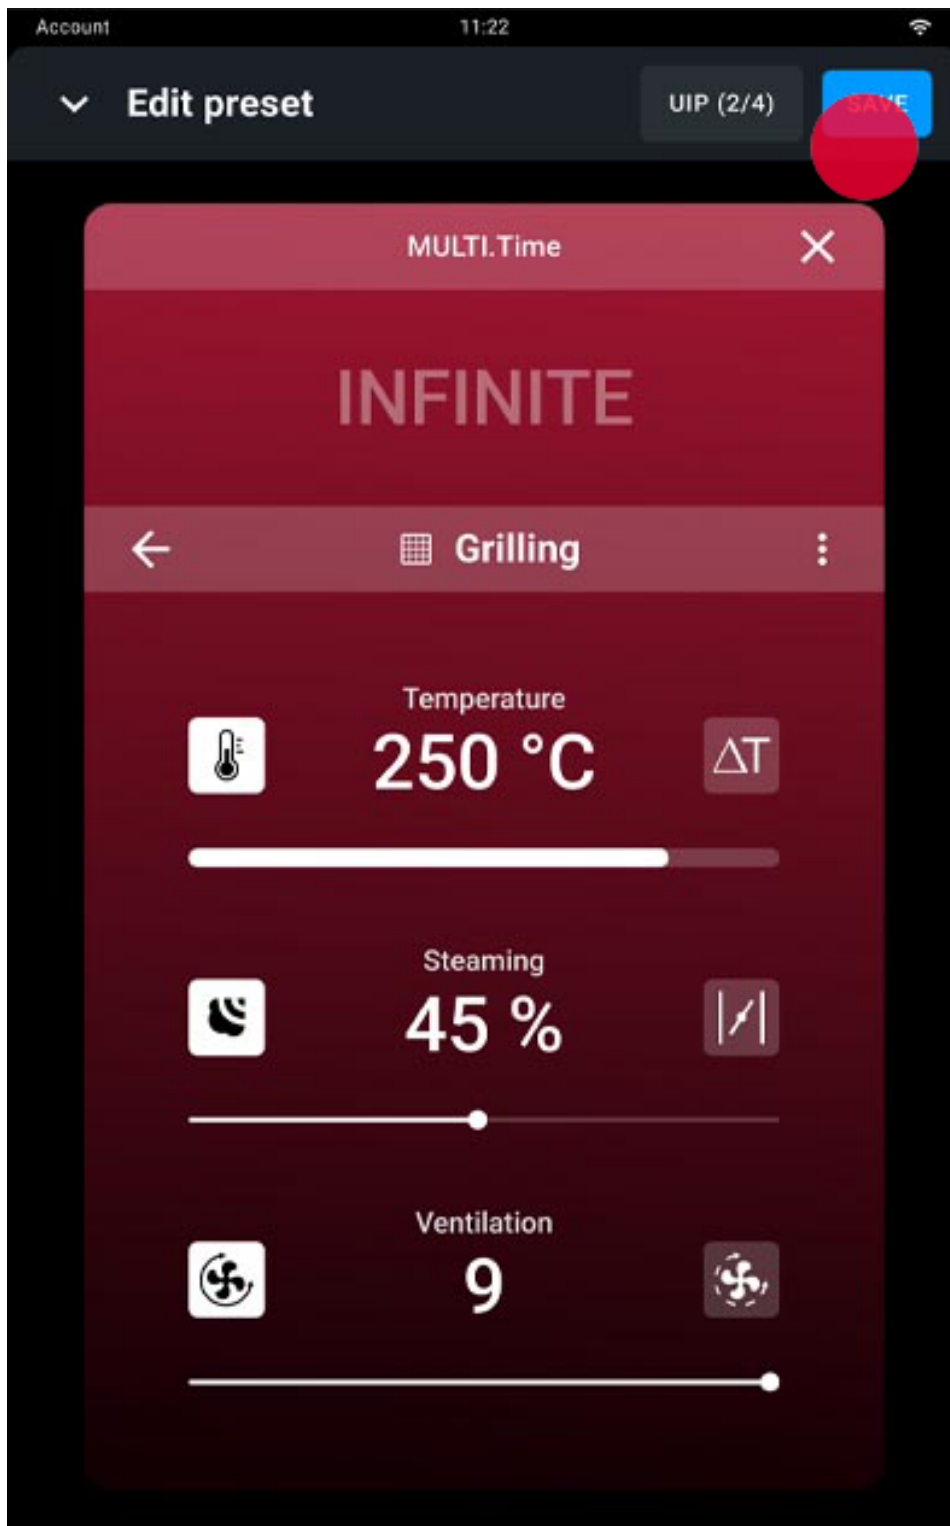 Account 11:22
Edit preset UIP (2/4) SAVE
MULTI.Time
INFINITE
Grilling
Temperature
250 °C ΔT
Steaming
45 %
Ventilation
9